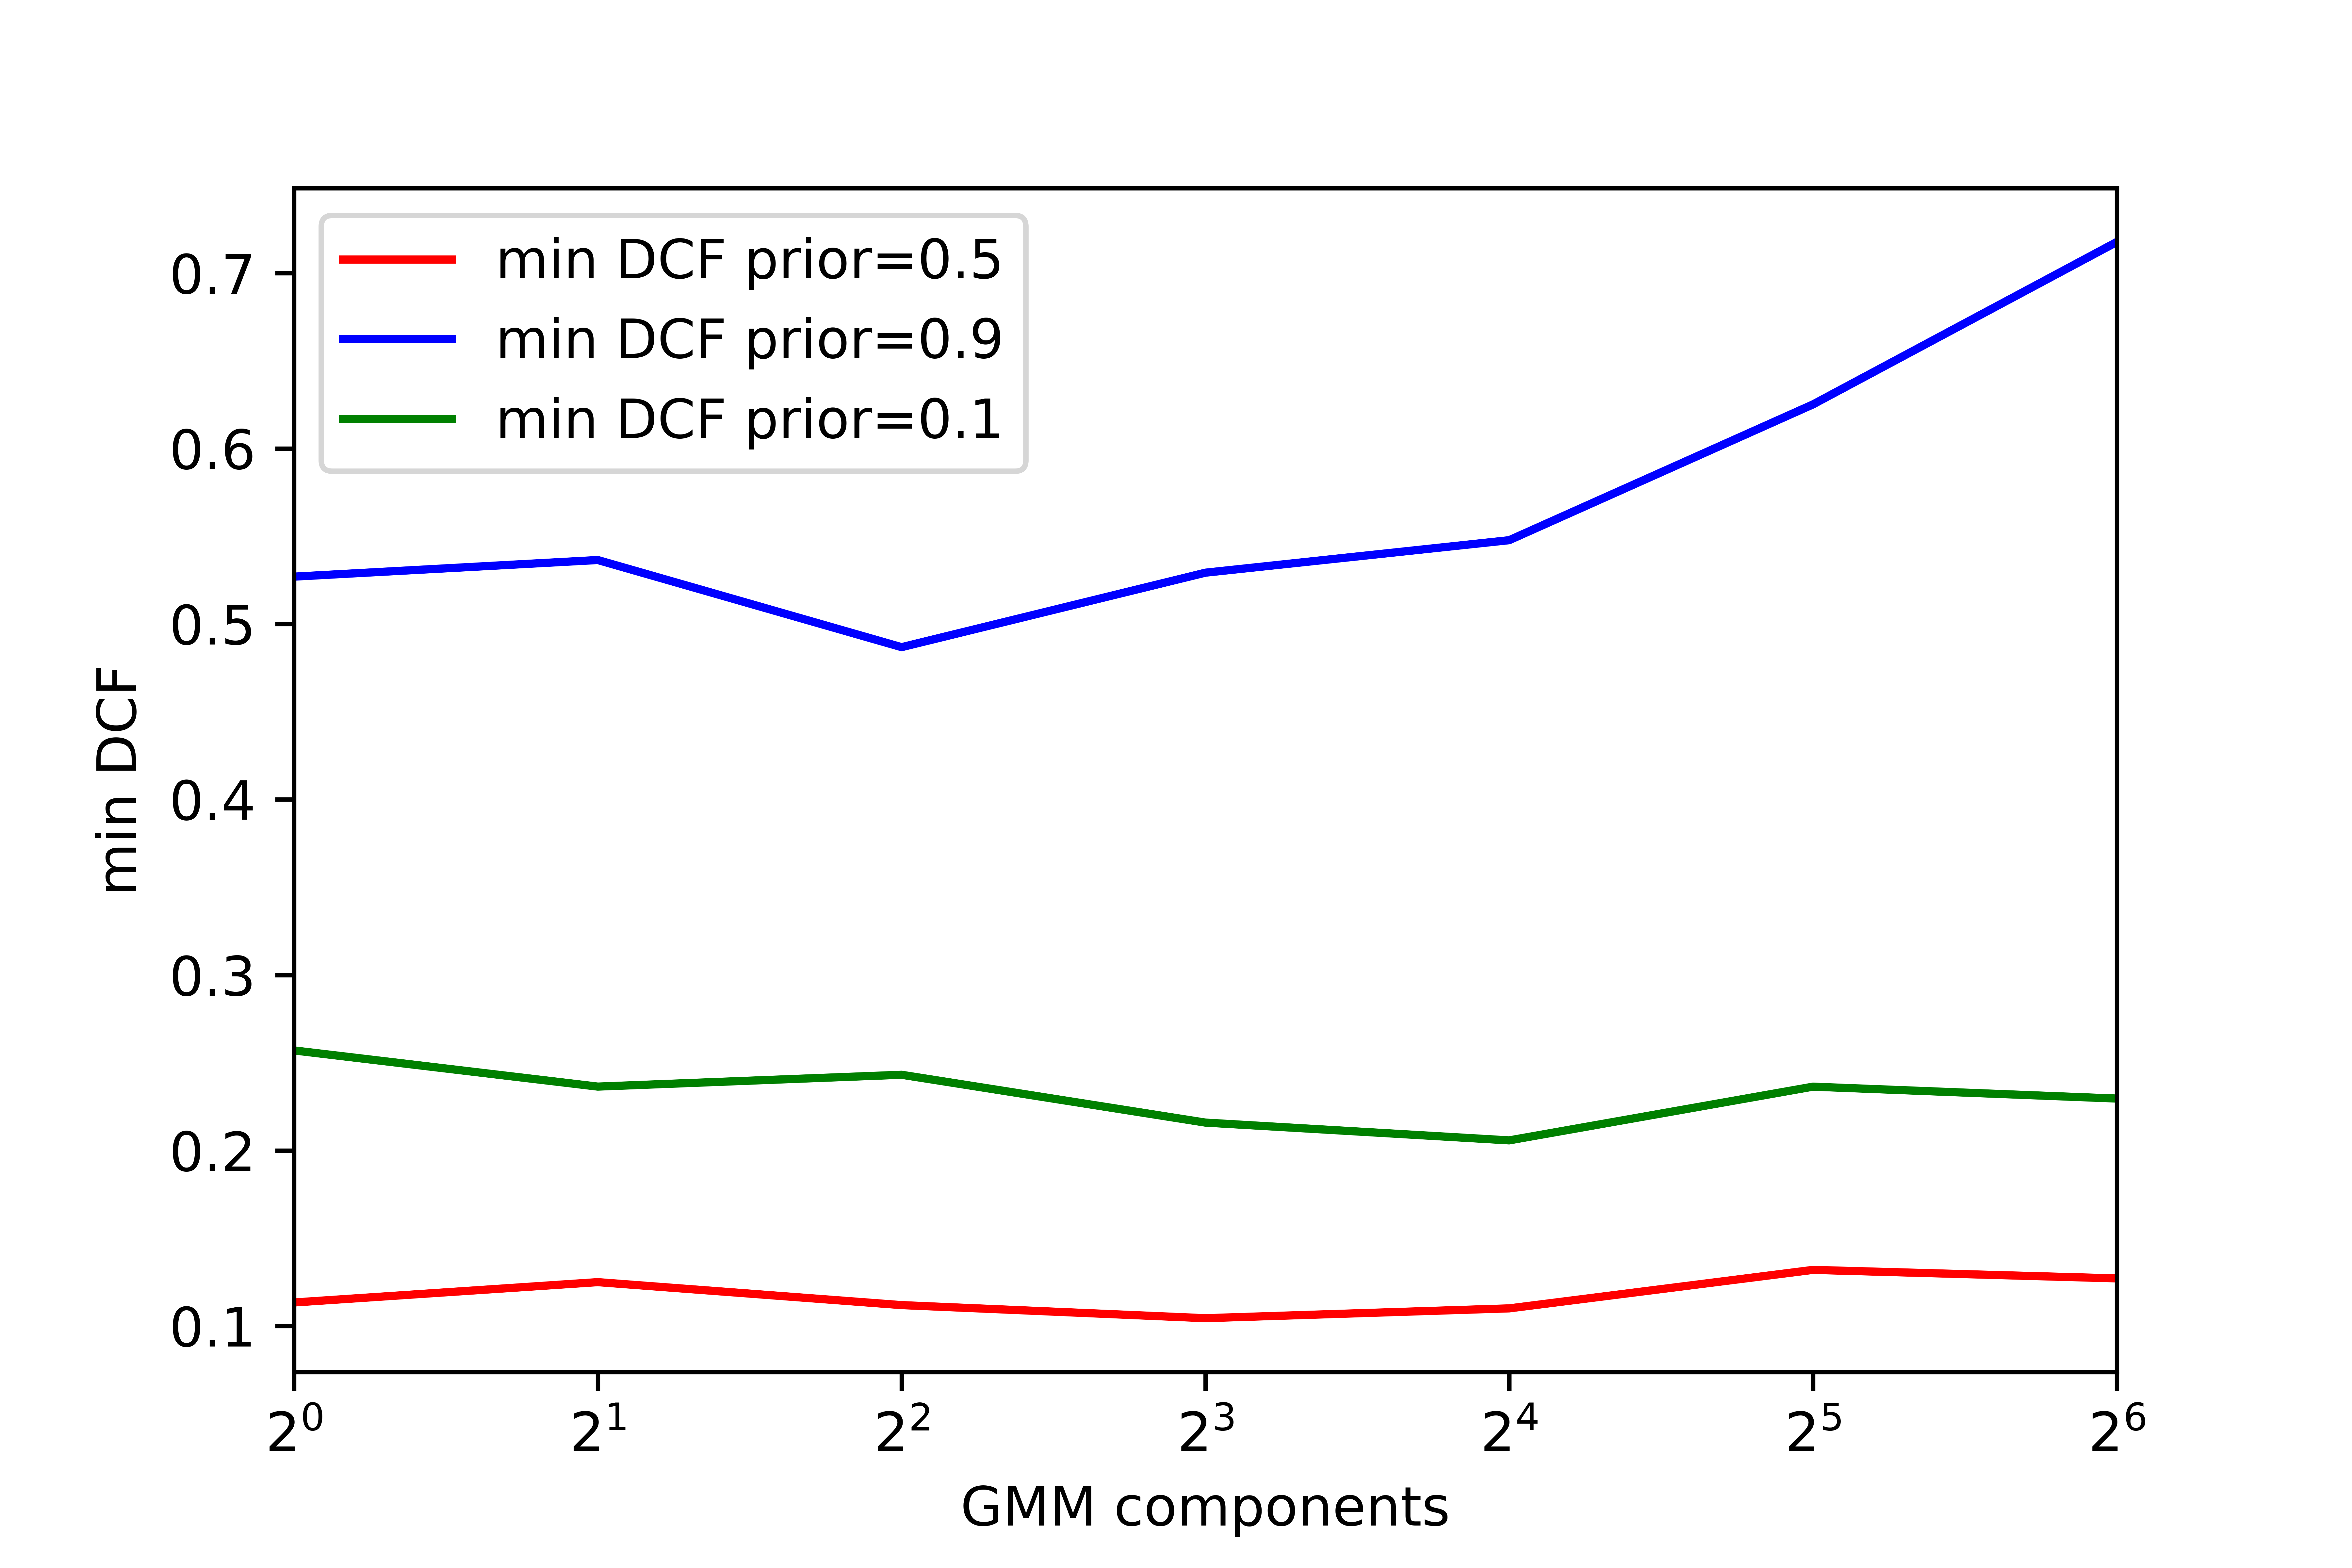 min DCF prior=0.5
min DCF prior=0.9
min DCF prior=0.1
0.7
0.6
0.5
0.4
0.3
0.2
0.1
min DCF
2⁰ 2¹ 2² 2³ 2⁴ 2⁵ 2⁶
GMM components